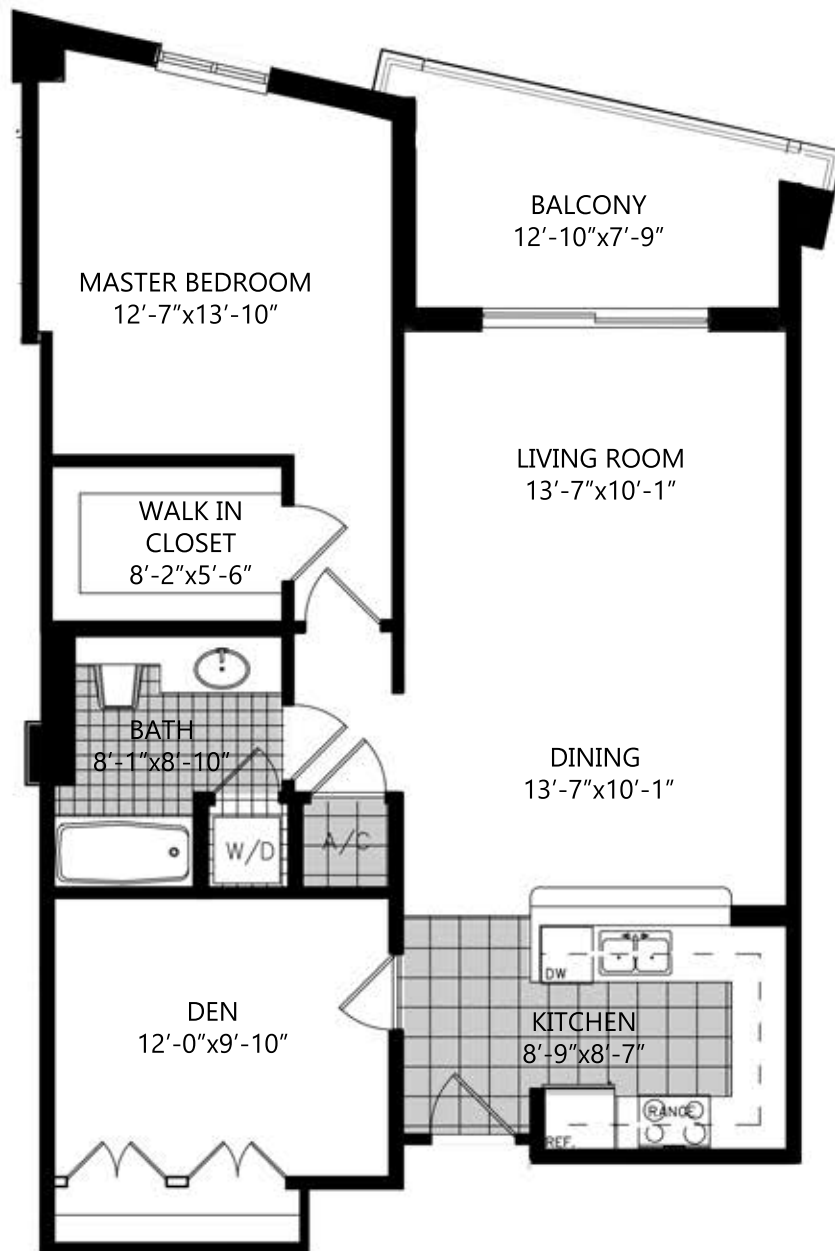 BALCONY
12'-10"x7'-9"
MASTER BEDROOM
12'-7"x13'-10"
LIVING ROOM
13'-7"x10'-1"
WALK IN
CLOSET
8'-2"x5'-6"
BATH
8'-1"x8'-10"
DINING
13'-7"x10'-1"
W/D
A/C
DEN
12'-0"x9'-10"
DW
KITCHEN
8'-9"x8'-7"
RANGE
REF.